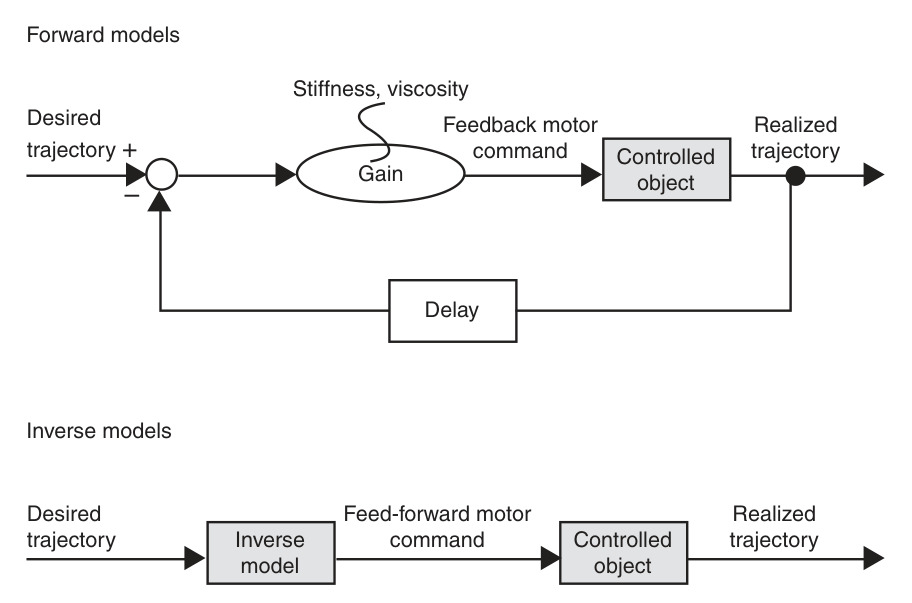 Forward models
Stiffness, viscosity
Desired
trajectory +
−
Gain
Feedback motor
command
Controlled
object
Realized
trajectory
Delay
Inverse models
Desired
trajectory
Inverse
model
Feed-forward motor
command
Controlled
object
Realized
trajectory